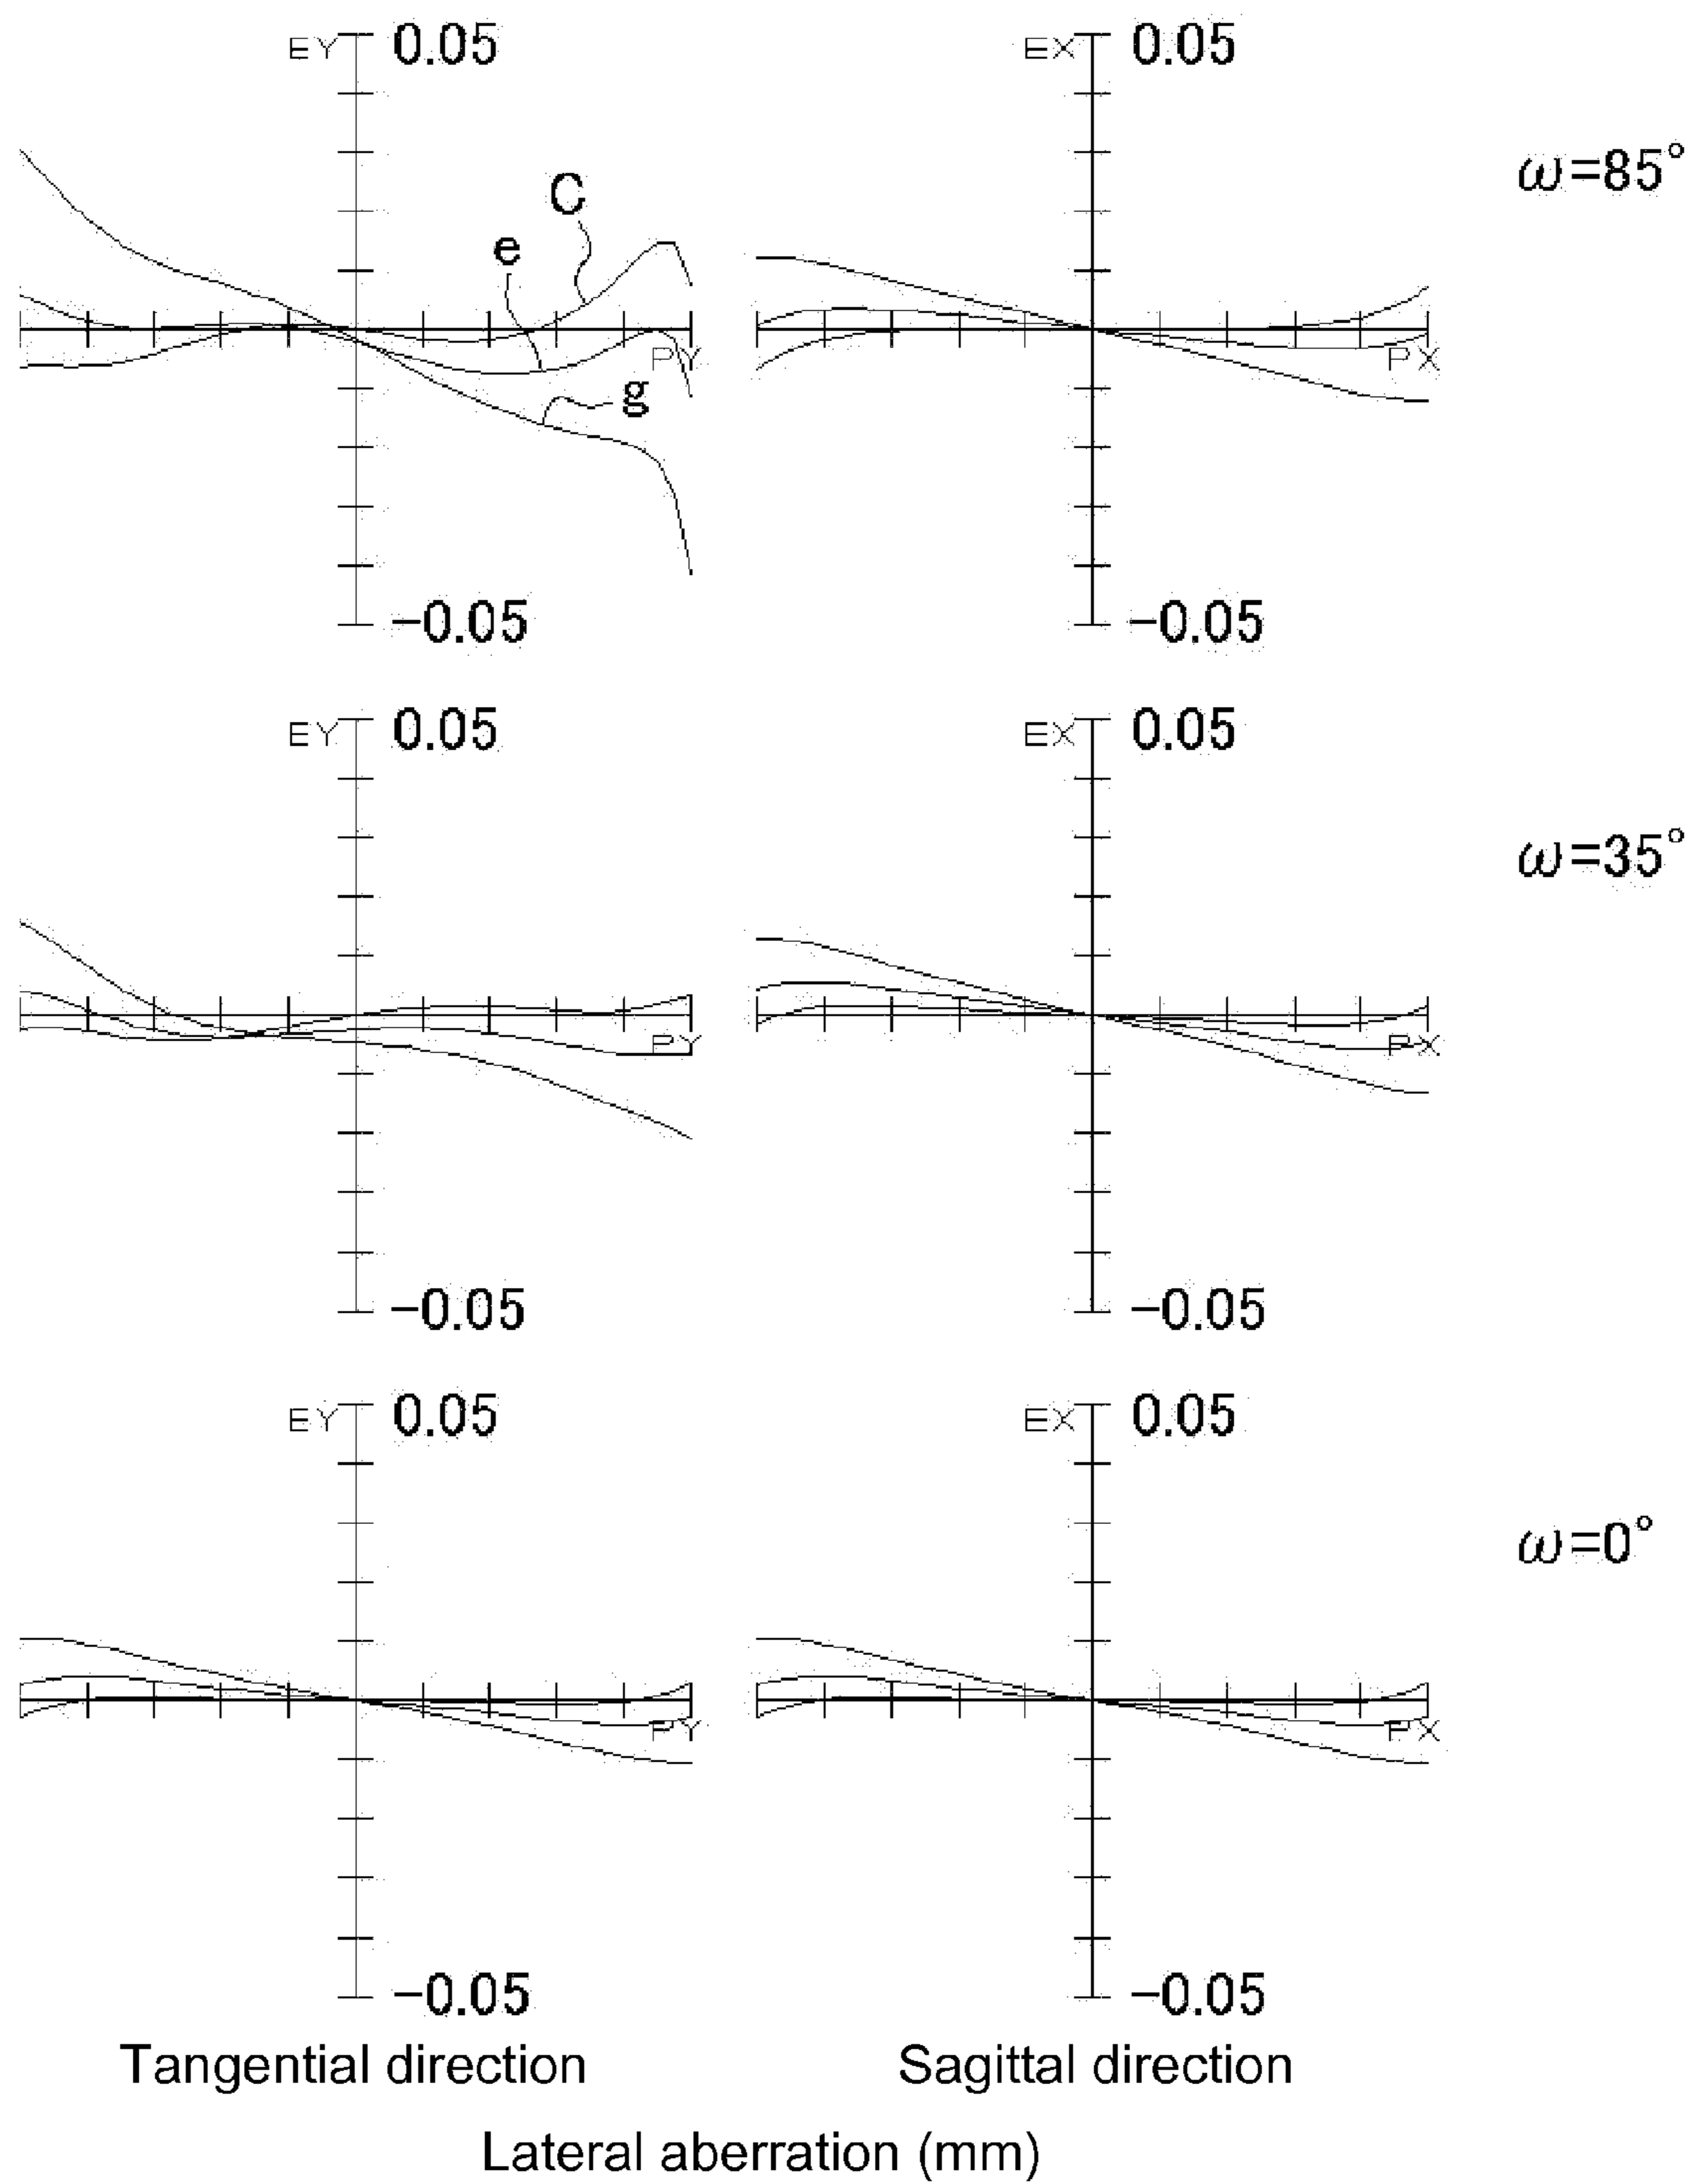 EY 0.05 EX 0.05
ω=85°
C
e
PY PX
g
−0.05 −0.05
EY 0.05 EX 0.05
ω=35°
PY PX
−0.05 −0.05
EY 0.05 EX 0.05
ω=0°
PY PX
−0.05 −0.05
Tangential direction Sagittal direction
Lateral aberration (mm)